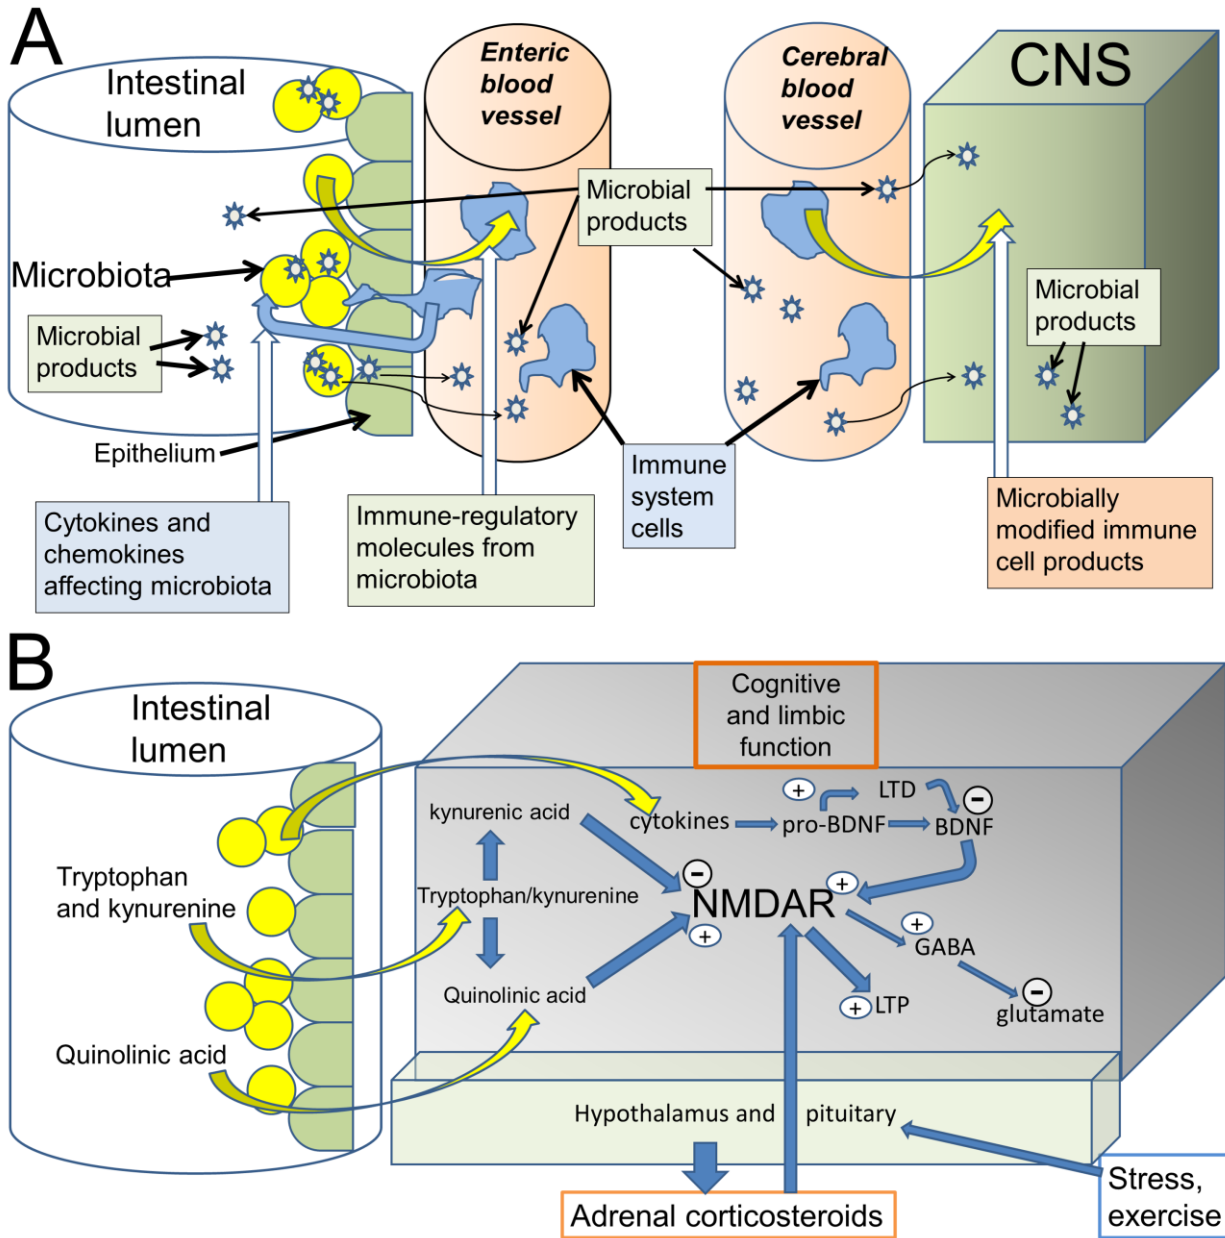 A
Intestinal
lumen
Enteric
blood
vessel
Cerebral
blood
vessel
CNS
Microbial
products
Microbiota
Microbial
products
Microbial
products
Epithelium
Immune
system
cells
Cytokines and
chemokines
affecting microbiota
Immune-regulatory
molecules from
microbiota
Microbially
modified immune
cell products
B
Intestinal
lumen
Cognitive
and limbic
function
+
LTD
−
kynurenic acid
cytokines
pro-BDNF
BDNF
Tryptophan
and kynurenine
Tryptophan/kynurenine
−
+
NMDAR
+
+
GABA
Quinolinic acid
+
LTP
−
glutamate
Quinolinic acid
Hypothalamus and pituitary
Adrenal corticosteroids
Stress,
exercise